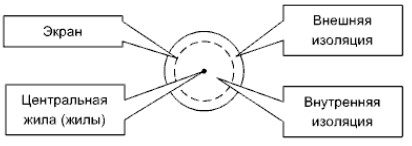 Экран
Внешняя
изоляция
Центральная
жила (жилы)
Внутренняя
изоляция